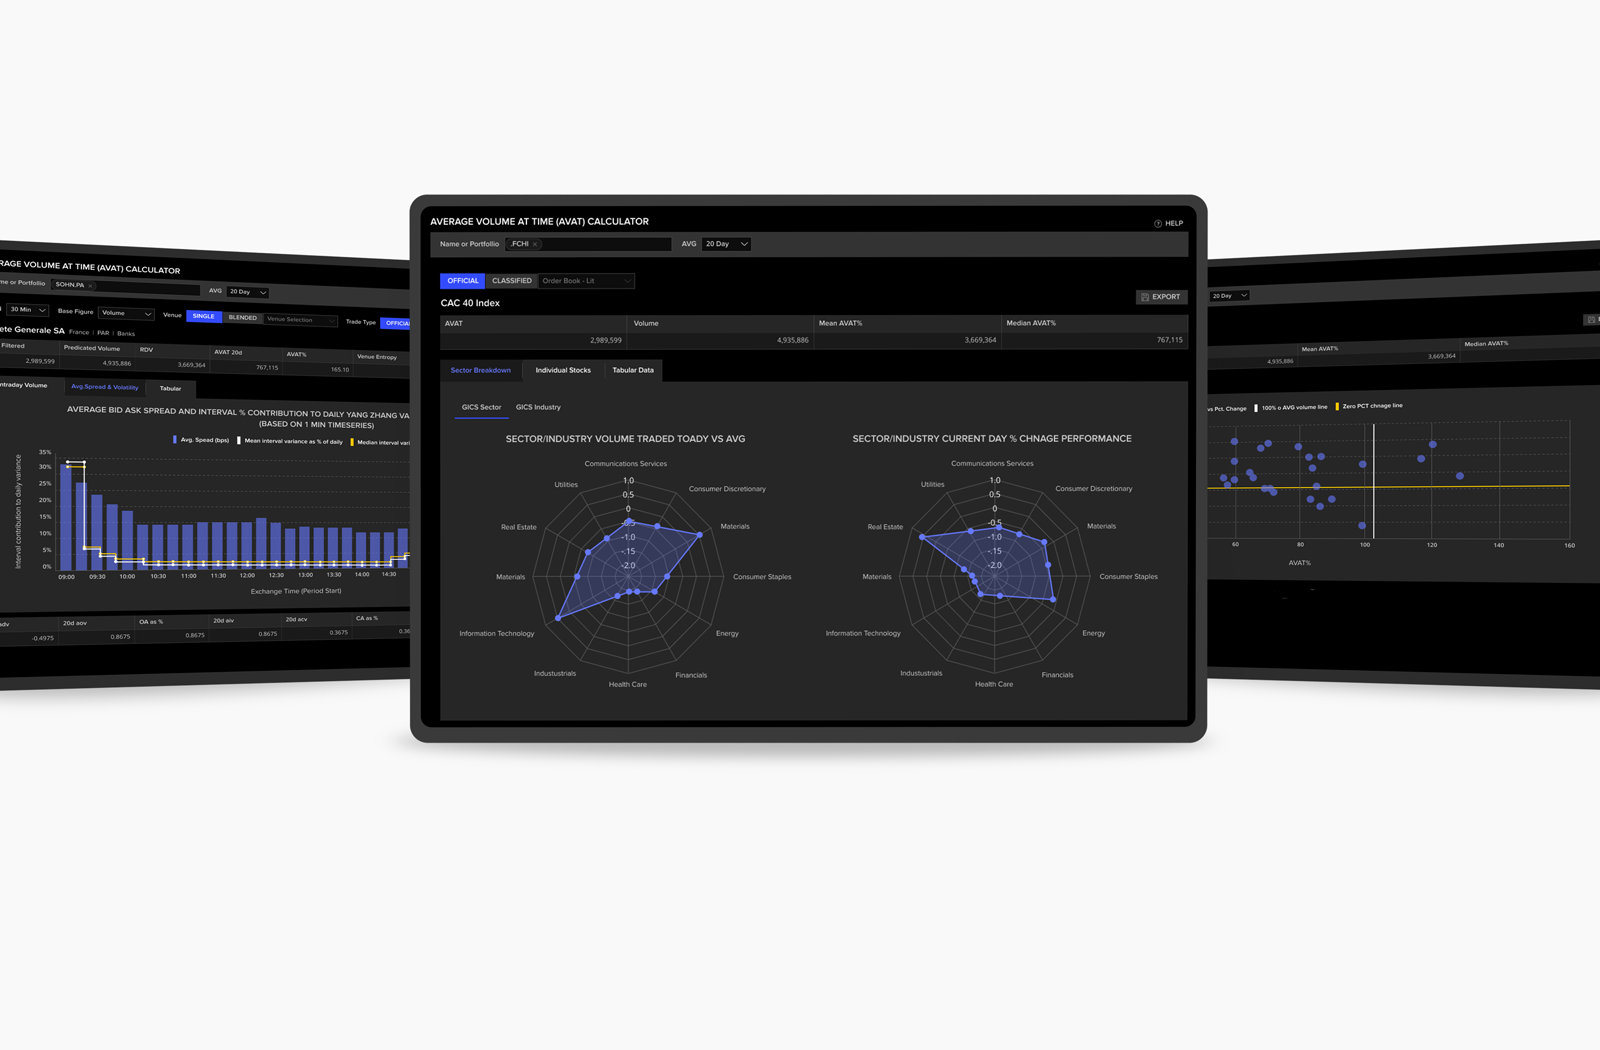 RAGE VOLUME AT TIME (AVAT) CALCULATOR
me or Portfolio SOHN.PA × AVG 20 Day
30 Min Base Figure Volume Venue SINGLE BLENDED Venue Selection Trade Type OFFICIA
ete Generale SA France | PAR | Banks
Filtered Predicated Volume RDV AVAT 20d AVAT% Venue Entropy
2,989,599 4,935,886 3,669,364 767,115 165,10
ntraday Volume Avg.Spread & Volatility Tabular
AVERAGE BID ASK SPREAD AND INTERVAL % CONTRIBUTION TO DAILY YANG ZHANG VA
(BASED ON 1 MIN TIMESERIES)
Avg. Spead (bps) Mean interval variance as % of daily Median interval vari
Interval contribution to daily variance
35%
30%
25%
20%
15%
10%
5%
0%
09:00 09:30 10:00 10:30 11:00 11:30 12:00 12:30 13:00 13:30 14:00 14:30
Exchange Time (Period Start)
adv 20d aov OA as % 20d aiv 20d acv CA as %
-0.4975 0.8675 0.8675 0.8675 0.3675 0.36
AVERAGE VOLUME AT TIME (AVAT) CALCULATOR
? HELP
Name or Portfollio .FCHI × AVG 20 Day
OFFICIAL CLASSIFIED Order Book - Lit
CAC 40 Index
EXPORT
AVAT Volume Mean AVAT% Median AVAT%
2,989,599 4,935,886 3,669,364 767,115
Sector Breakdown Individual Stocks Tabular Data
GICS Sector GICS Industry
SECTOR/INDUSTRY VOLUME TRADED TOADY VS AVG
Communications Services
Utilities
Consumer Discretionary
Real Estate
Materials
Materials
Consumer Staples
Information Technology
Energy
Industustrials
Financials
Health Care
1.0
0.5
0
-0.5
-1.0
-.15
-2.0
SECTOR/INDUSTRY CURRENT DAY % CHNAGE PERFORMANCE
Communications Services
Utilities
Consumer Discretionary
Real Estate
Materials
Materials
Consumer Staples
Information Technology
Energy
Industustrials
Financials
Health Care
1.0
0.5
0
-0.5
-1.0
-.15
-2.0
20 Day
Mean AVAT% Median AVAT%
4,935,886 3,669,364
vs Pct. Change 100% o AVG volume line Zero PCT chnage line
60 80 100 120 140 160
AVAT%